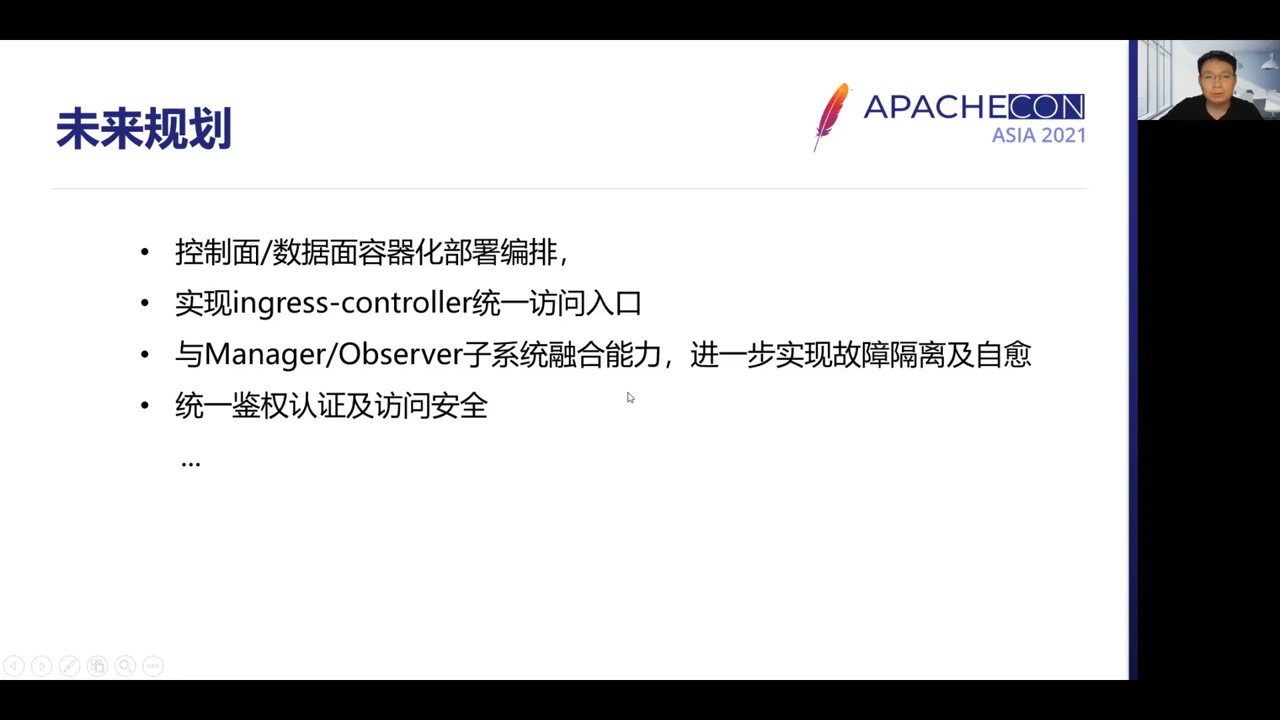 未来规划
APACHECON
ASIA 2021
• 控制面/数据面容器化部署编排，
• 实现ingress-controller统一访问入口
• 与Manager/Observer子系统融合能力，进一步实现故障隔离及自愈
• 统一鉴权认证及访问安全
...